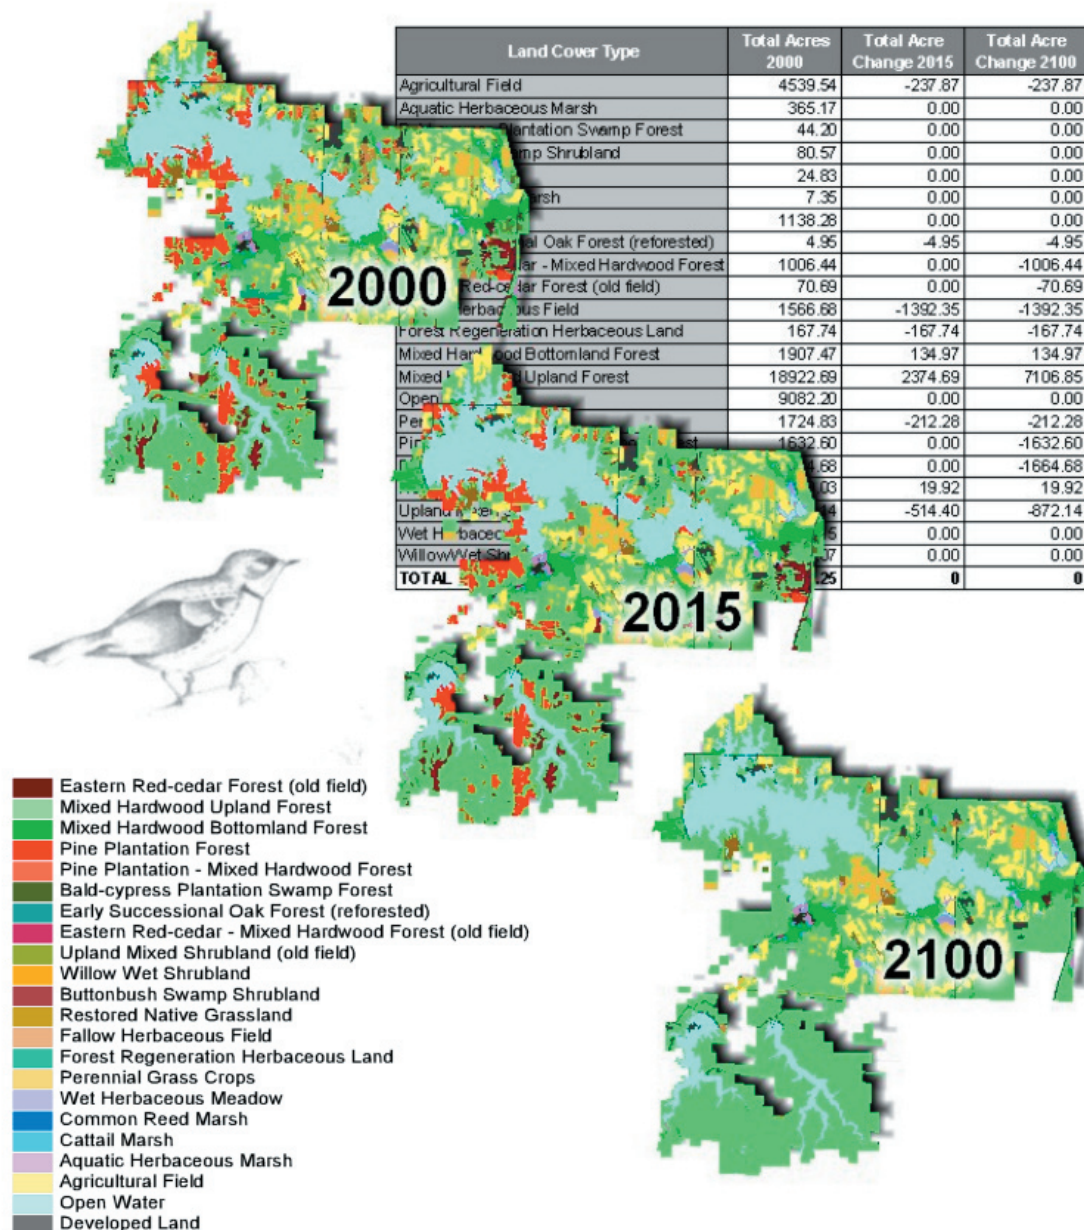 Land Cover Type Total Acres 2000 Total Acre Change 2015 Total Acre Change 2100
Agricultural Field 4539.54 -237.87 -237.87
Aquatic Herbaceous Marsh 365.17 0.00 0.00
Plantation Swamp Forest 44.20 0.00 0.00
Shrubland 80.57 0.00 0.00
24.83 0.00 0.00
7.35 0.00 0.00
1138.28 0.00 0.00
Oak Forest (reforested) 4.95 -4.95 -4.95
- Mixed Hardwood Forest 1006.44 0.00 -1006.44
Red-cedar Forest (old field) 70.69 0.00 -70.69
Herbaceous Field 1566.68 -1392.35 -1392.35
Forest Regeneration Herbaceous Land 167.74 -167.74 -167.74
Mixed Hardwood Bottomland Forest 1907.47 134.97 134.97
Mixed Upland Forest 18922.69 2374.69 7106.85
Open 9082.20 0.00 0.00
1724.83 -212.28 -212.28
1632.60 0.00 -1632.60
0.00 -1664.68
19.92 19.92
Upland -514.40 -872.14
Wet 0.00 0.00
Willow Wet 0.00 0.00
TOTAL 0 0
2000
2015
2100
Eastern Red-cedar Forest (old field)
Mixed Hardwood Upland Forest
Mixed Hardwood Bottomland Forest
Pine Plantation Forest
Pine Plantation - Mixed Hardwood Forest
Bald-cypress Plantation Swamp Forest
Early Successional Oak Forest (reforested)
Eastern Red-cedar - Mixed Hardwood Forest (old field)
Upland Mixed Shrubland (old field)
Willow Wet Shrubland
Buttonbush Swamp Shrubland
Restored Native Grassland
Fallow Herbaceous Field
Forest Regeneration Herbaceous Land
Perennial Grass Crops
Wet Herbaceous Meadow
Common Reed Marsh
Cattail Marsh
Aquatic Herbaceous Marsh
Agricultural Field
Open Water
Developed Land